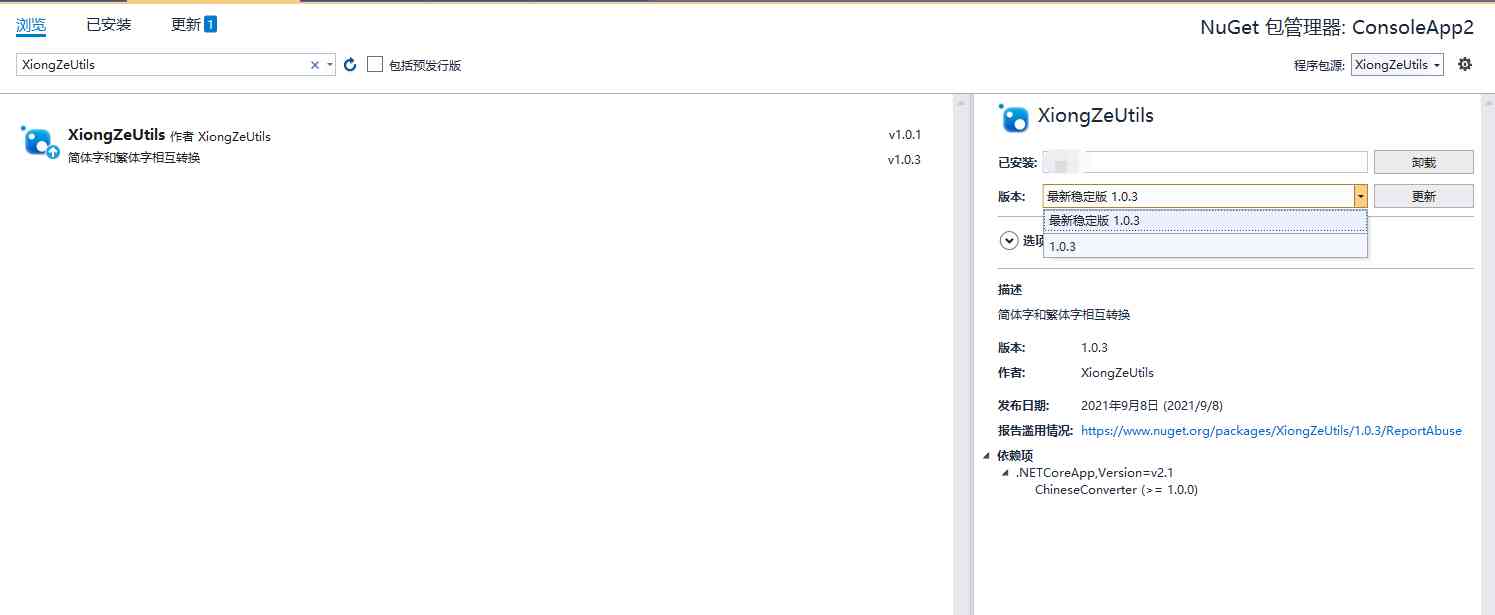 浏览 已安装 更新 1
NuGet 包管理器: ConsoleApp2
XiongZeUtils 包括预发行版
程序包源: XiongZeUtils
XiongZeUtils 作者 XiongZeUtils v1.0.1
简体字和繁体字相互转换 v1.0.3
XiongZeUtils
已安装: 卸载
版本: 最新稳定版 1.0.3 更新
最新稳定版 1.0.3
1.0.3
选项
描述
简体字和繁体字相互转换
版本: 1.0.3
作者: XiongZeUtils
发布日期: 2021年9月8日 (2021/9/8)
报告滥用情况: https://www.nuget.org/packages/XiongZeUtils/1.0.3/ReportAbuse
依赖项
.NETCoreApp,Version=v2.1
ChineseConverter (>= 1.0.0)